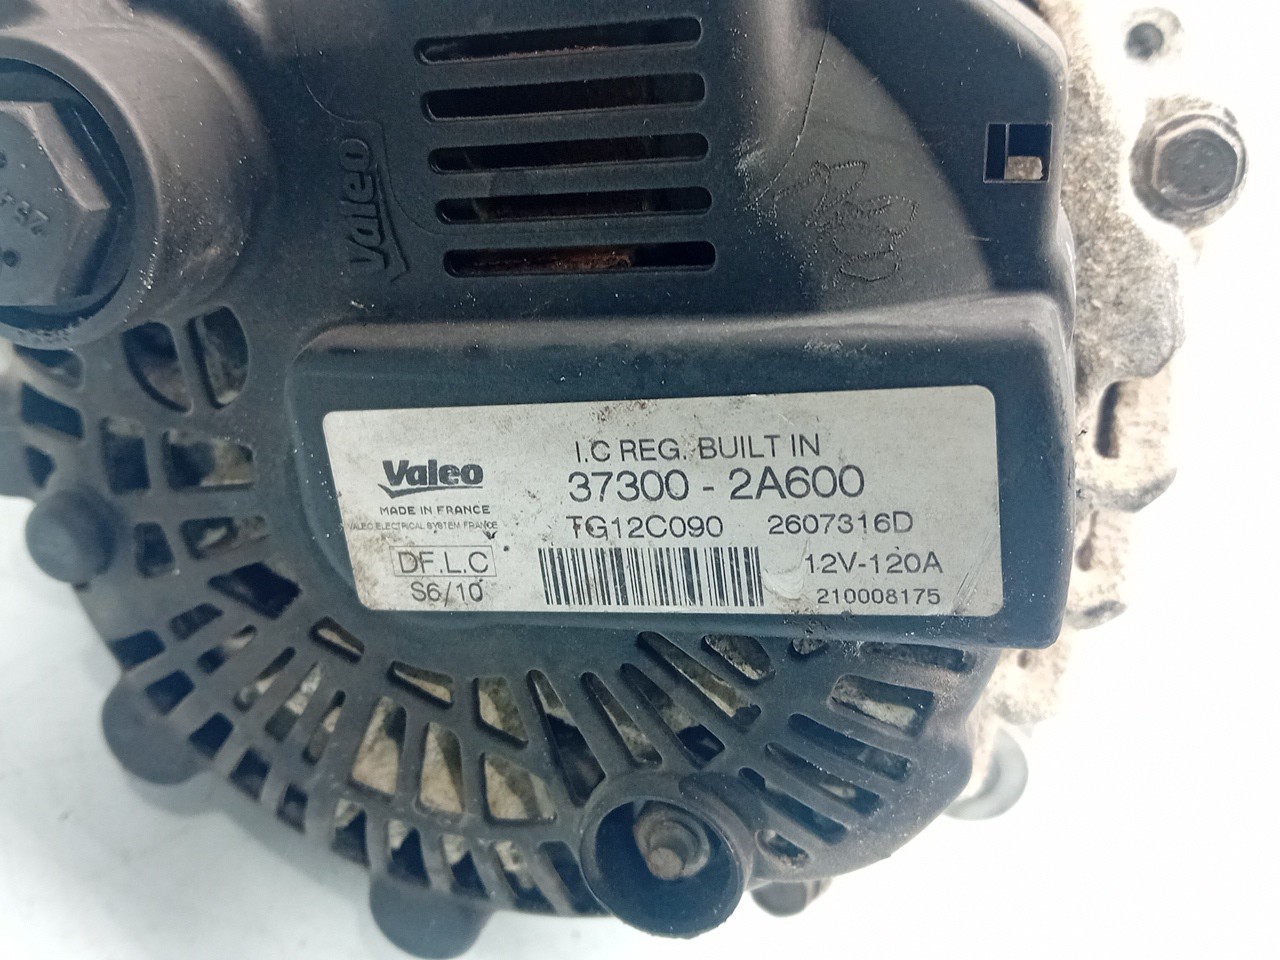 Valeo
I.C REG. BUILT IN
Valeo
37300 - 2A600
MADE IN FRANCE
VALEO ELECTRICAL SYSTEM FRANCE
TG12C090 2607316D
DF.L.C
12V-120A
S6/10
210008175